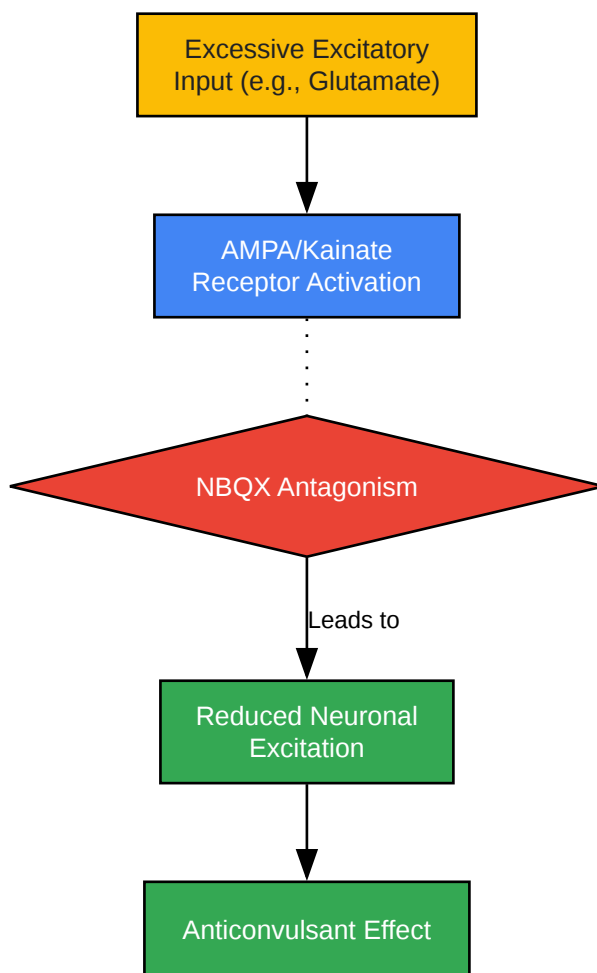 Excessive Excitatory
Input (e.g., Glutamate)
AMPA/Kainate
Receptor Activation
NBQX Antagonism
Leads to
Reduced Neuronal
Excitation
Anticonvulsant Effect